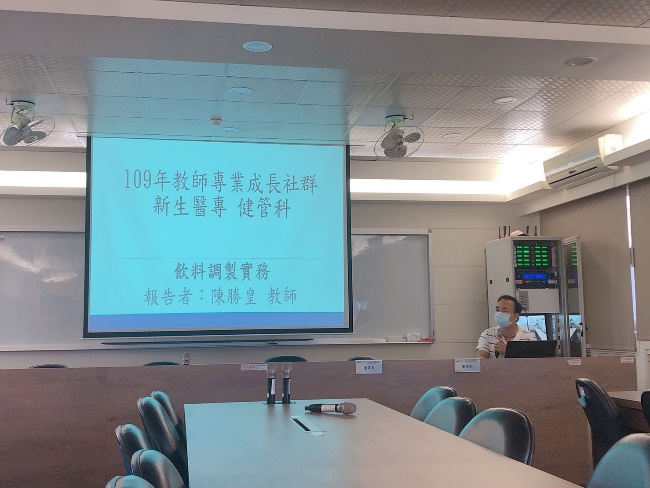 109年教師專業成長社群
新生醫專 健管科
飲料調製實務
報告者：陳勝皇 教師